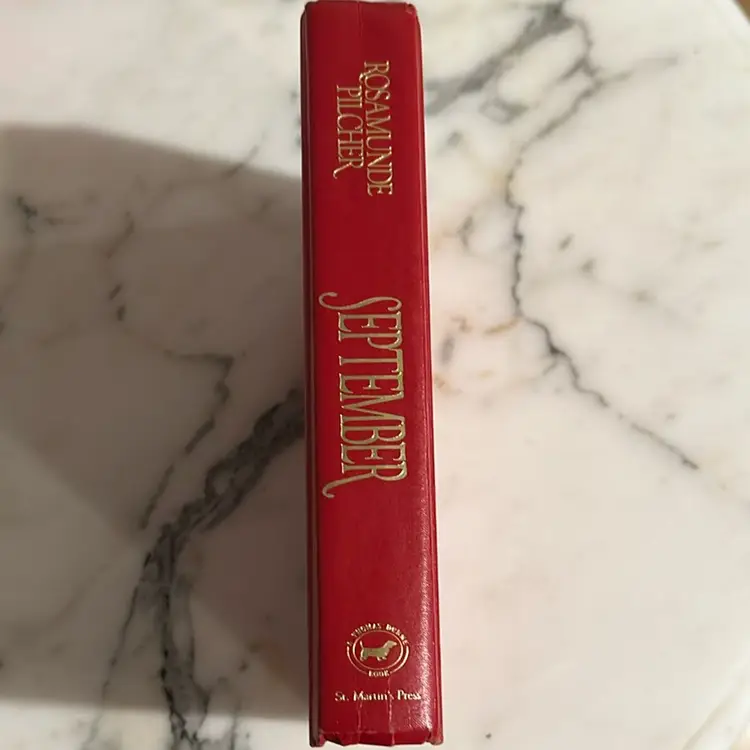 ROSAMUNDE
PILCHER
SEPTEMBER
A THOMAS DUNNE
BOOK
St. Martin's Press